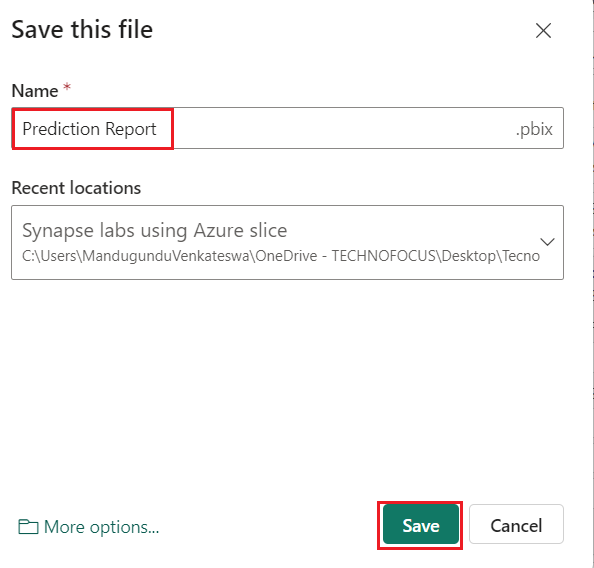 Save this file
Name *
Prediction Report .pbix
Recent locations
Synapse labs using Azure slice
C:\Users\MandugunduVenkateswa\OneDrive - TECHNOFOCUS\Desktop\Tecno
More options...
Save Cancel